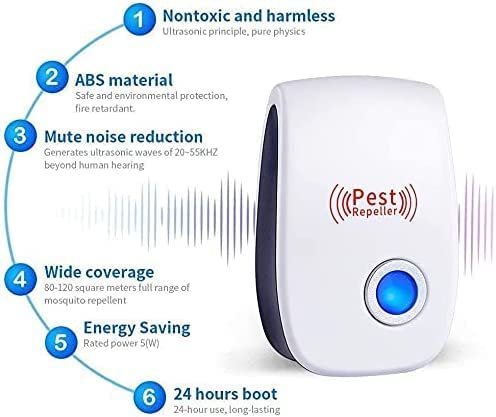 1
Nontoxic and harmless
Ultrasonic principle, pure physics
2
ABS material
Safe and environmental protection,
fire retardant.
3
Mute noise reduction
Generates ultrasonic waves of 20~55KHZ
beyond human hearing
Pest
Repeller
4
Wide coverage
80-120 square meters full range of
mosquito repellent
5
Energy Saving
Rated power 5(W)
6
24 hours boot
24-hour use, long-lasting